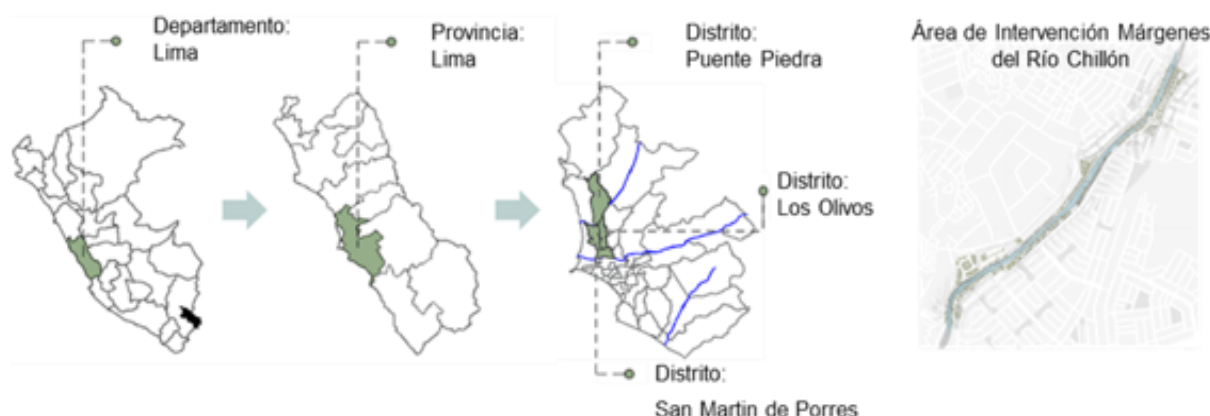 Departamento:
Lima
Provincia:
Lima
Distrito:
Puente Piedra
Distrito:
Los Olivos
Distrito:
San Martin de Porres
Área de Intervención Márgenes
del Río Chillón